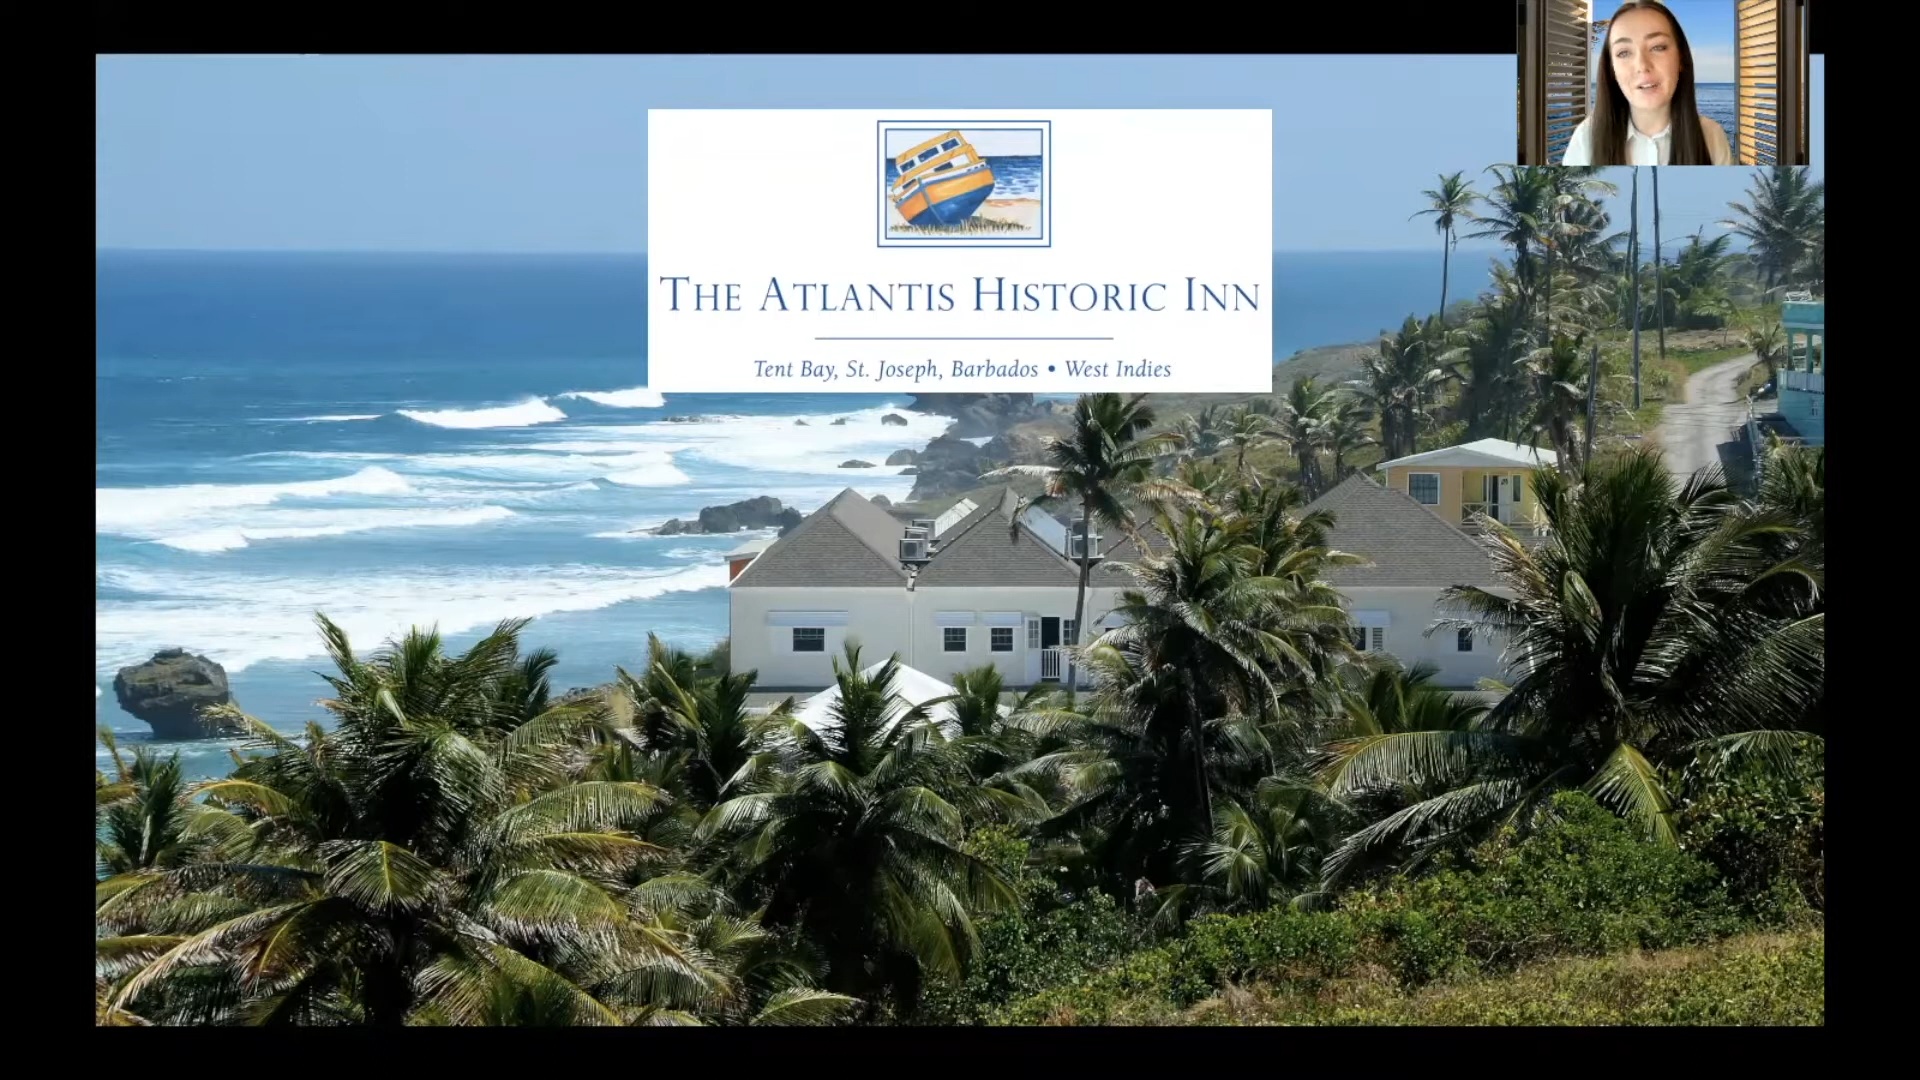 THE ATLANTIS HISTORIC INN
Tent Bay, St. Joseph, Barbados • West Indies